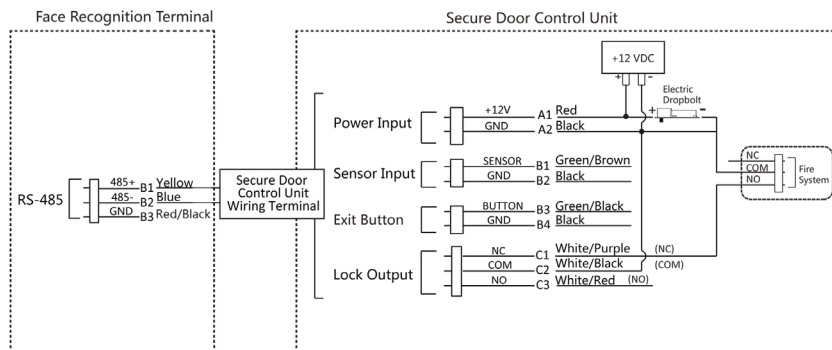 Face Recognition Terminal
Secure Door Control Unit
+12 VDC
+ -
Electric
Dropbolt
+ -
Power Input
+12V A1 Red
GND A2 Black
Sensor Input
SENSOR B1 Green/Brown
GND B2 Black
NC
COM
NO
Fire
System
RS-485
485+ B1 Yellow
485- B2 Blue
GND B3 Red/Black
Secure Door
Control Unit
Wiring Terminal
Exit Button
BUTTON B3 Green/Black
GND B4 Black
Lock Output
NC C1 White/Purple (NC)
COM C2 White/Black (COM)
NO C3 White/Red (NO)